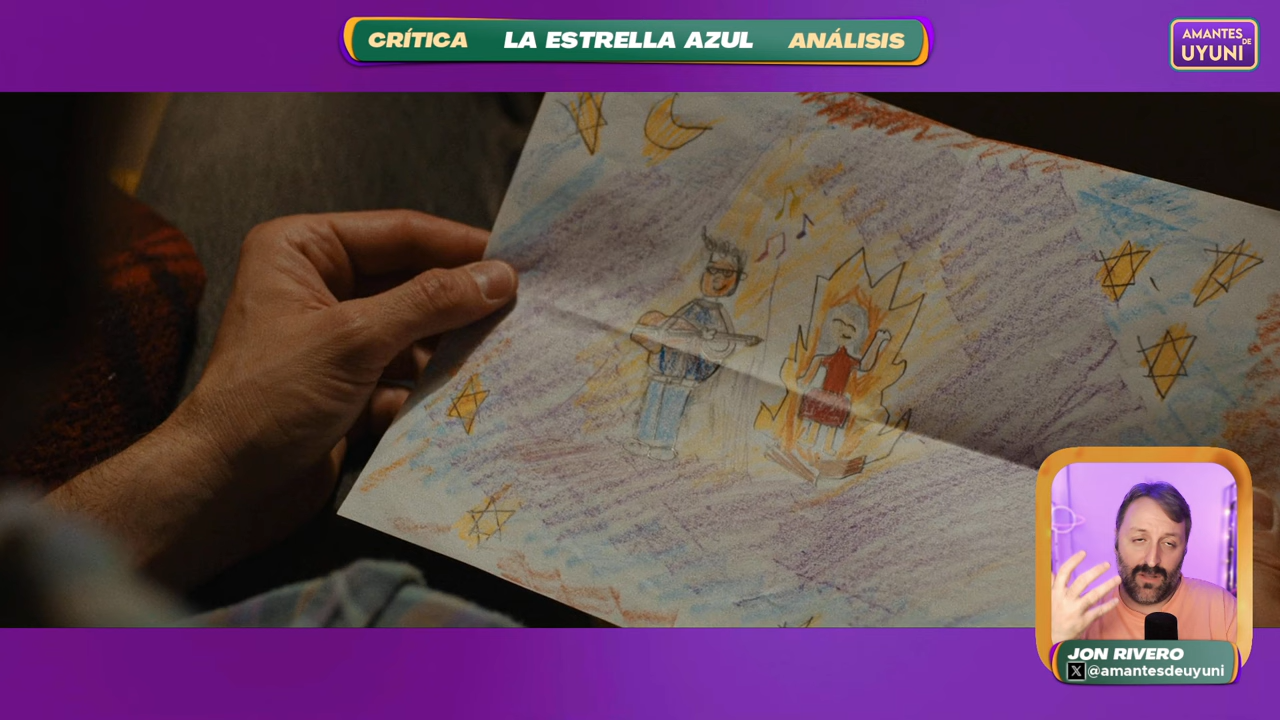 CRÍTICA LA ESTRELLA AZUL ANÁLISIS
AMANTES DE
UYUNI
JON RIVERO
X @amantesdeuyuni